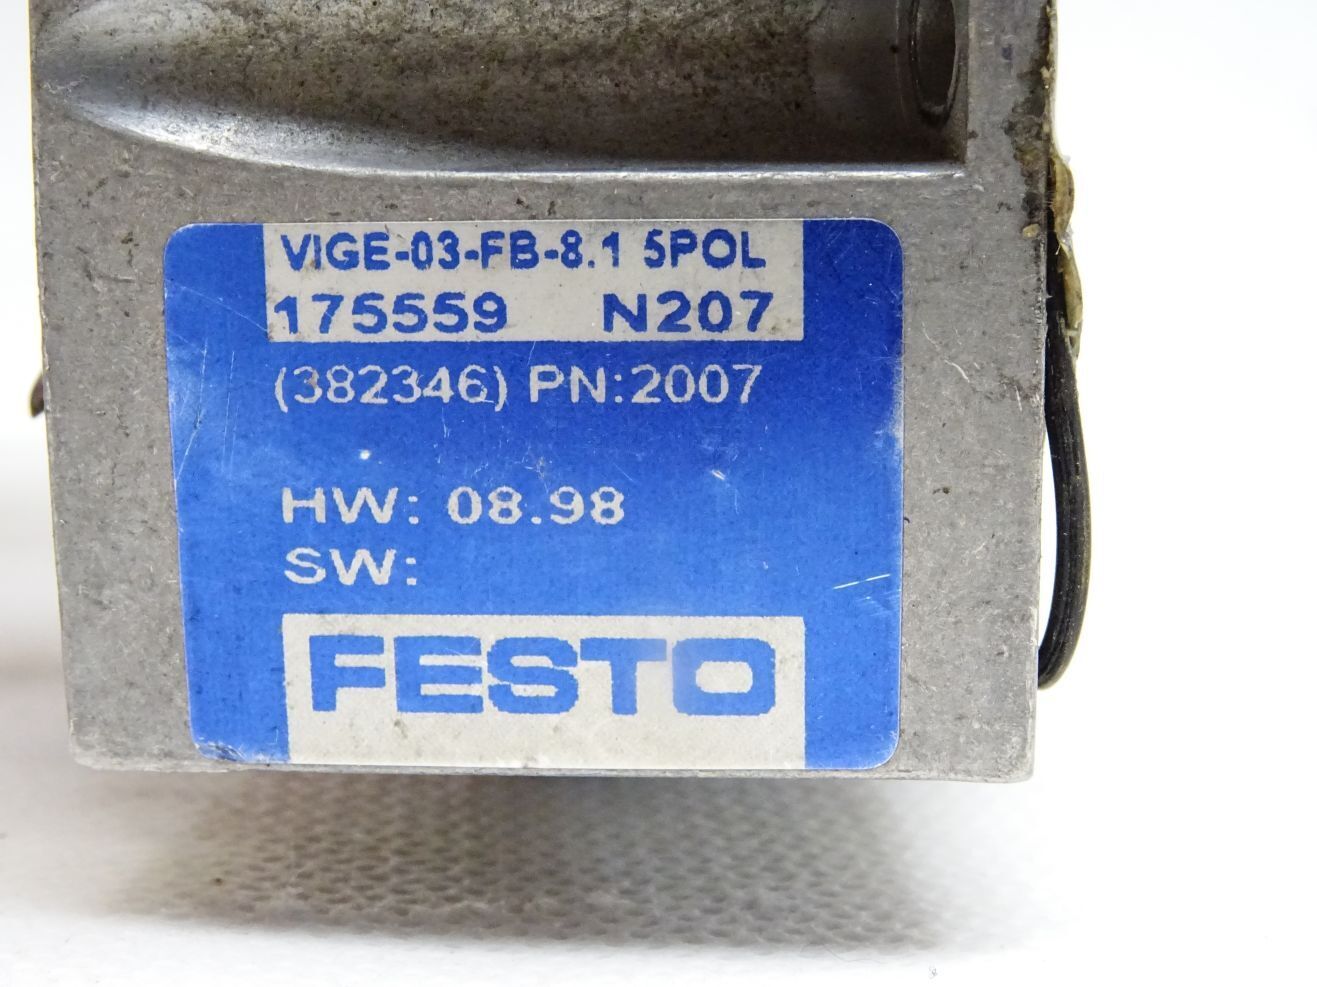 VIGE-03-FB-8.1 5POL
175559 N207
(382346) PN:2007
HW: 08.98
SW:
FESTO